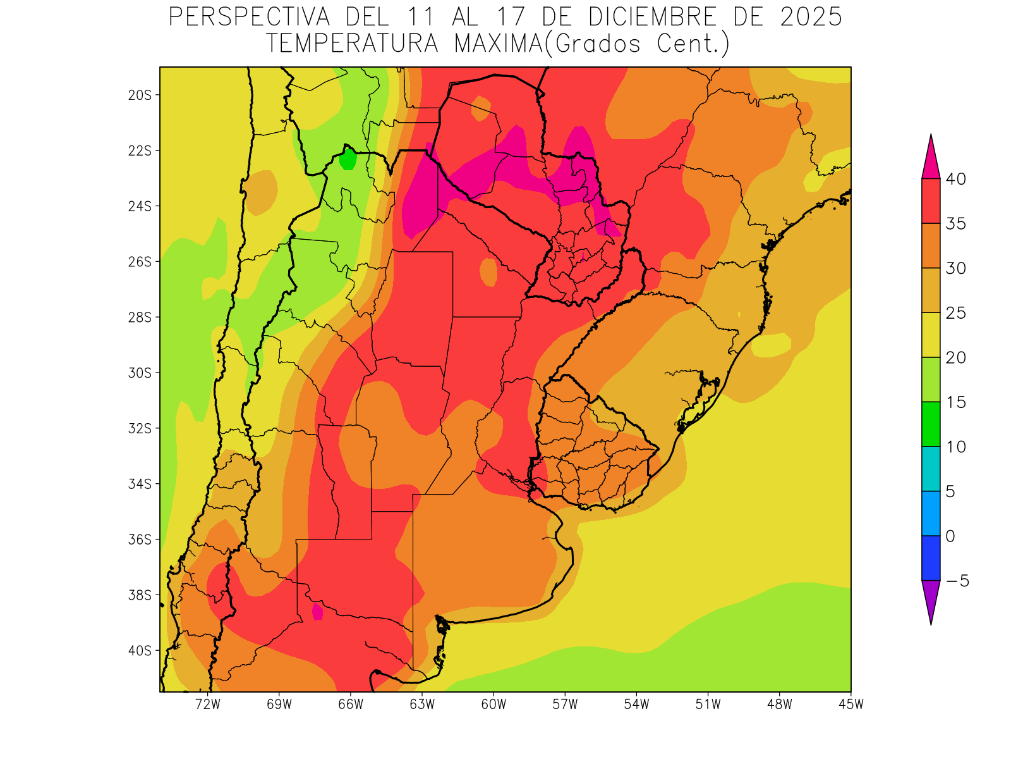 PERSPECTIVA DEL 11 AL 17 DE DICIEMBRE DE 2025
TEMPERATURA MAXIMA(Grados Cent.)
20S
22S
24S
26S
28S
30S
32S
34S
36S
38S
40S
72W 69W 66W 63W 60W 57W 54W 51W 48W 45W
40
35
30
25
20
15
10
5
0
−5